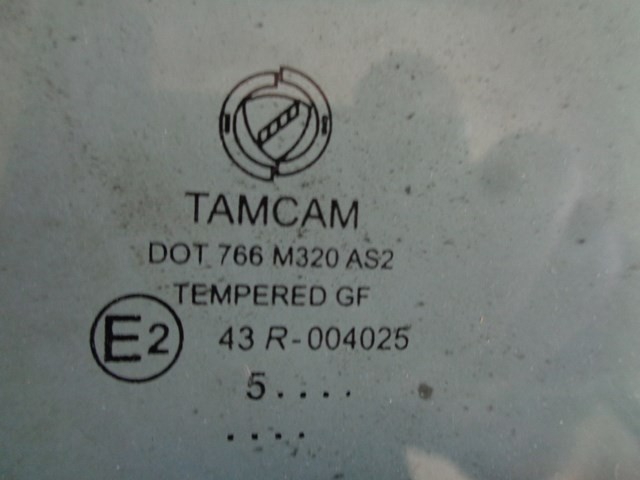 TAMCAM
DOT 766 M320 AS2
TEMPERED GF
E2 43 R-004025
5....
....